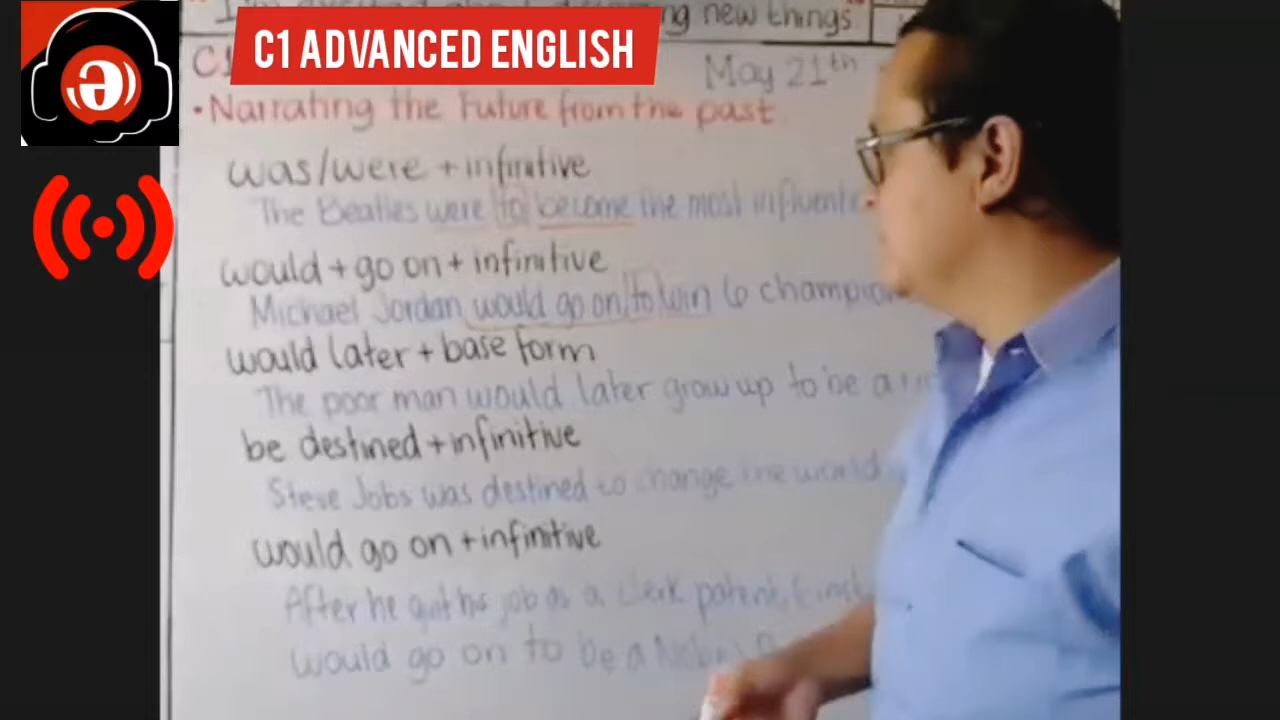 new things
C1 ADVANCED ENGLISH
C1
May 21th
• Narrating the Future from the past
was/were + infinitive
The Beatles were to become the most
would + go on + infinitive
Michael Jordan would go on to win 6
would later + base form
The poor man would later grow up to be a
be destined + infinitive
Steve Jobs was destined to change the world
would go on + infinitive
After he quit his job as a clerk patent,
would go on to be a